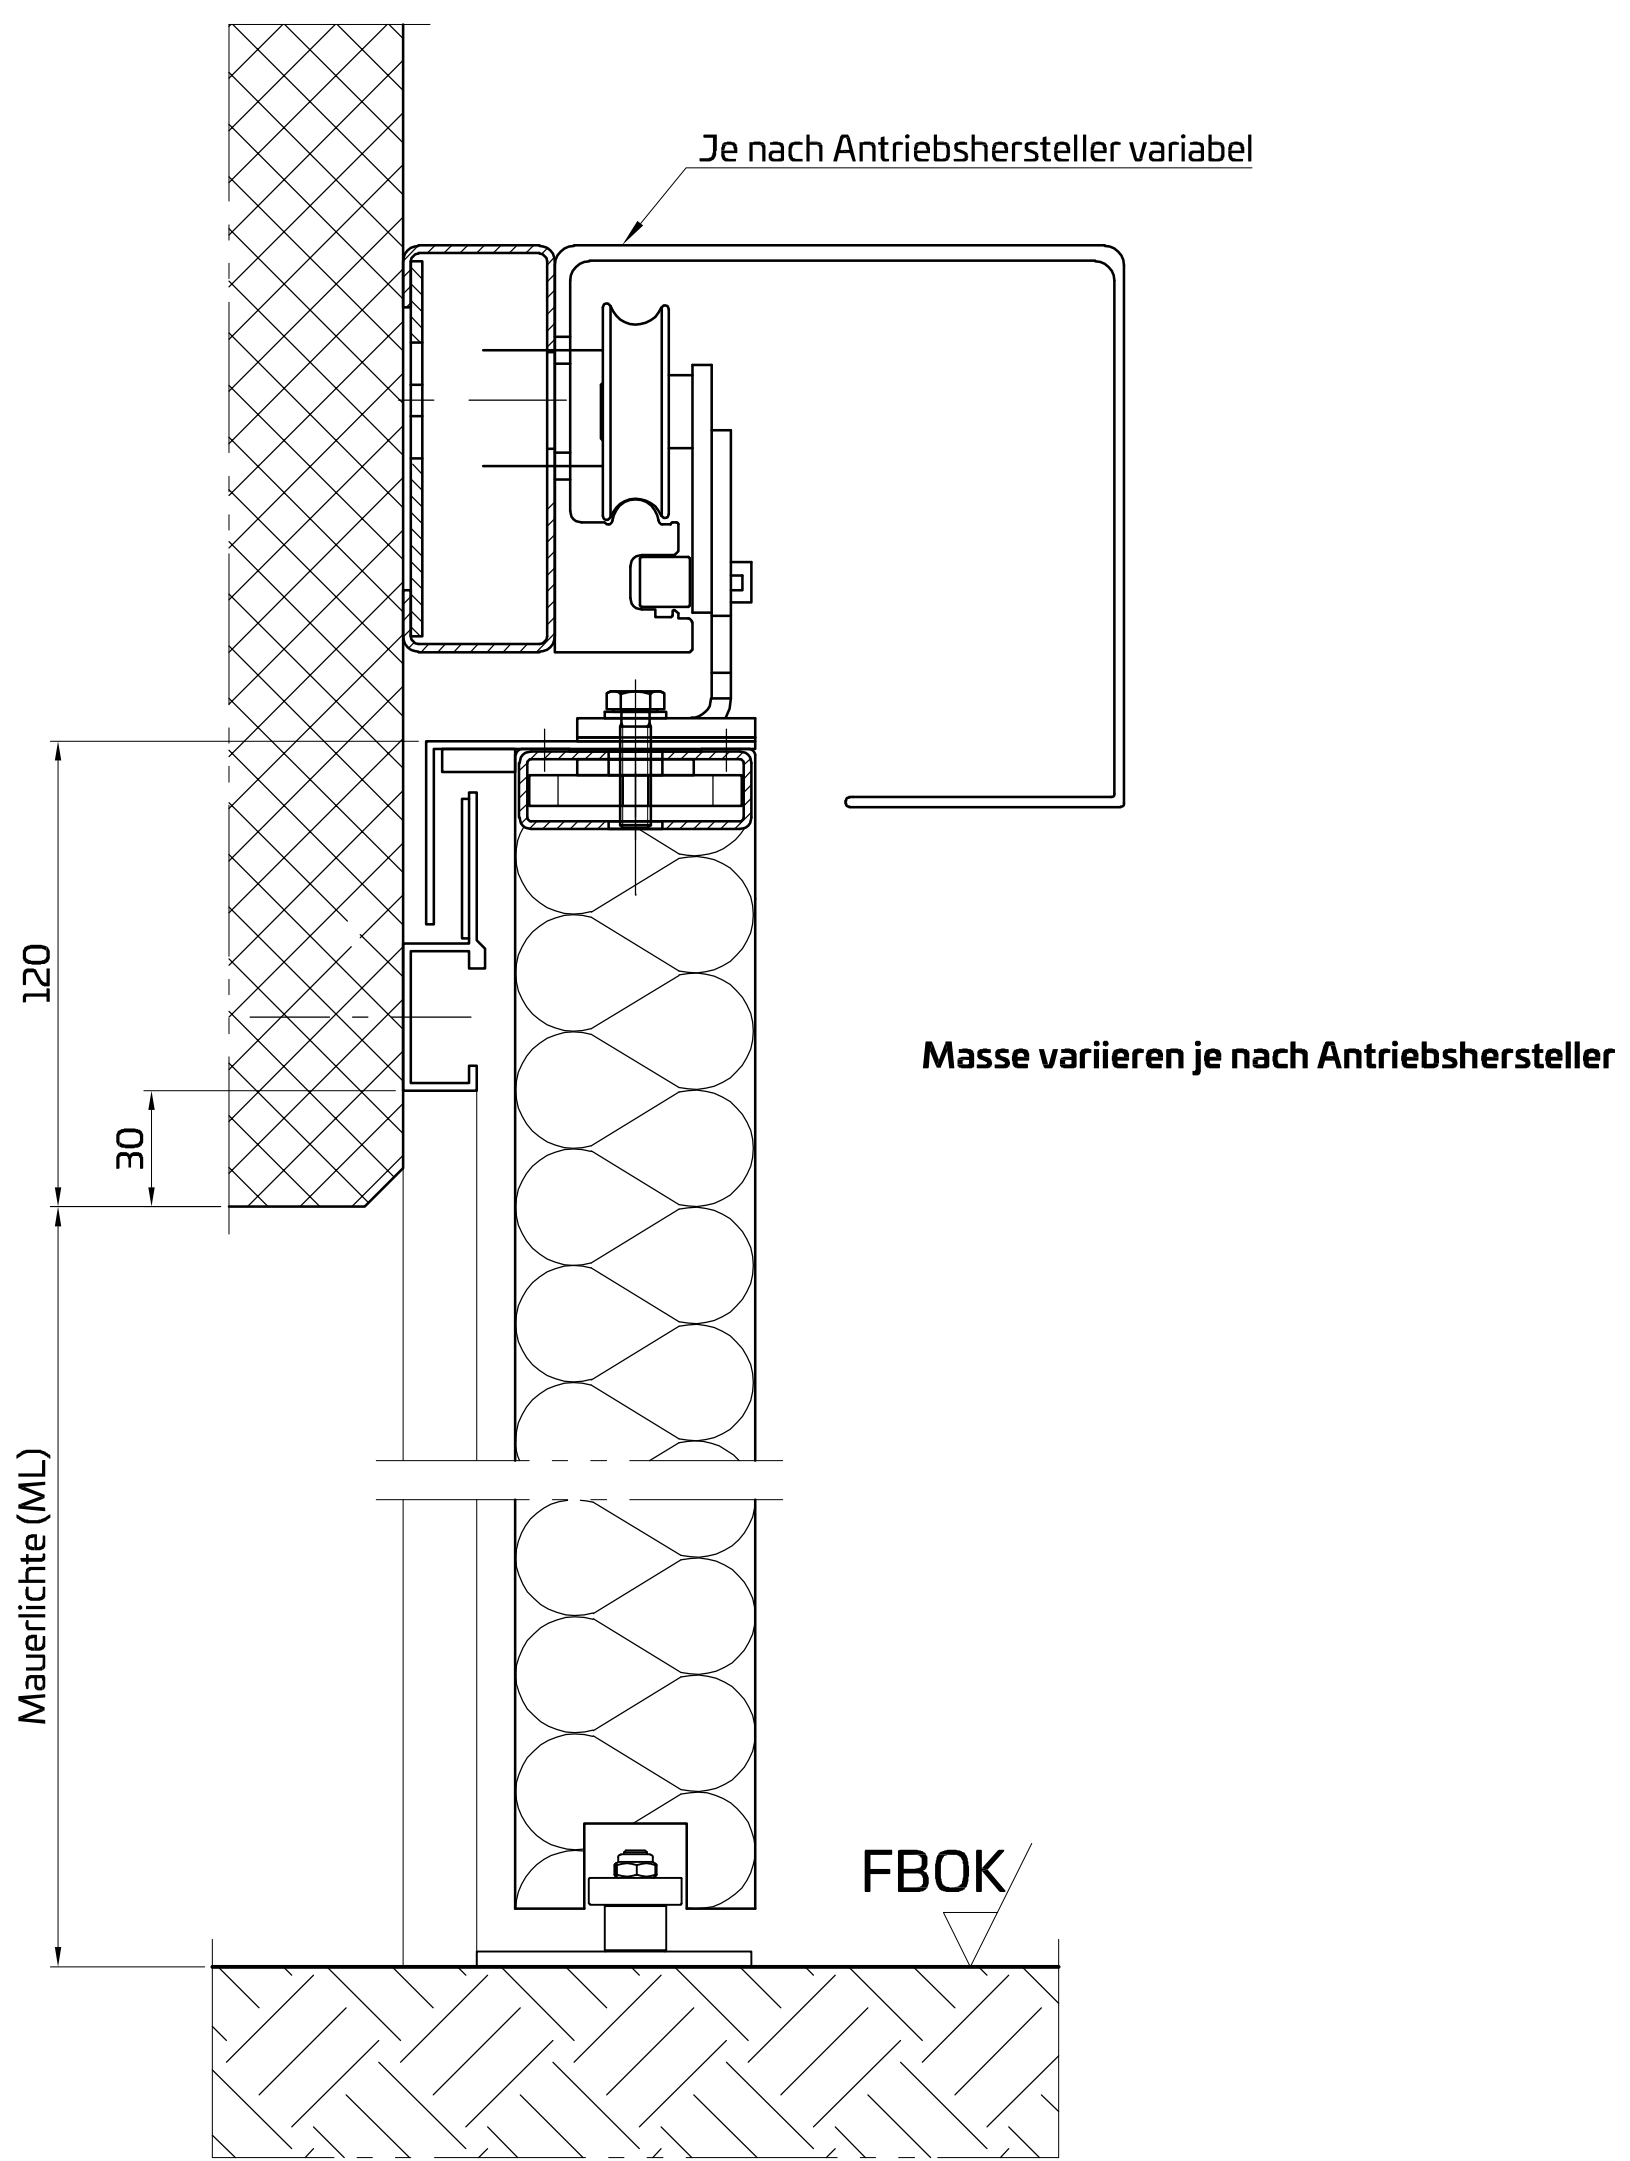 Je nach Antriebshersteller variabel
120
Masse variieren je nach Antriebshersteller
30
Mauerlichte (ML)
FBOK